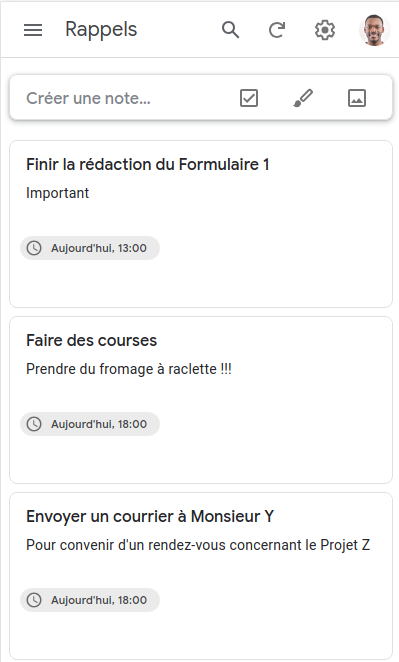 Rappels
Créer une note...
Finir la rédaction du Formulaire 1
Important
Aujourd'hui, 13:00
Faire des courses
Prendre du fromage à raclette !!!
Aujourd'hui, 18:00
Envoyer un courrier à Monsieur Y
Pour convenir d'un rendez-vous concernant le Projet Z
Aujourd'hui, 18:00